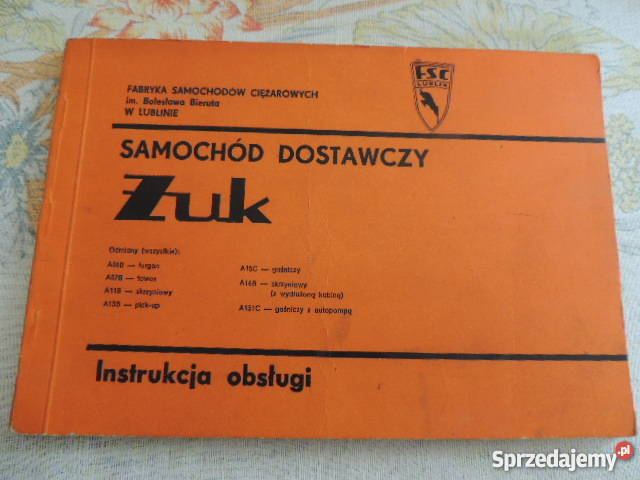 FSC
LUBLIN
FABRYKA SAMOCHODÓW CIĘŻAROWYCH
im. Bolesława Bieruta
W LUBLINIE
SAMOCHÓD DOSTAWCZY
Żuk
Odmiany (wszystkie):
A06B — furgon
A07B — towos
A11B — skrzyniowy
A13B — pick-up
A15C — gaśniczy
A16B — skrzyniowy
(z wydłużoną kabiną)
A151C — gaśniczy z autopompą
Instrukcja obsługi
Sprzedajemy.pl